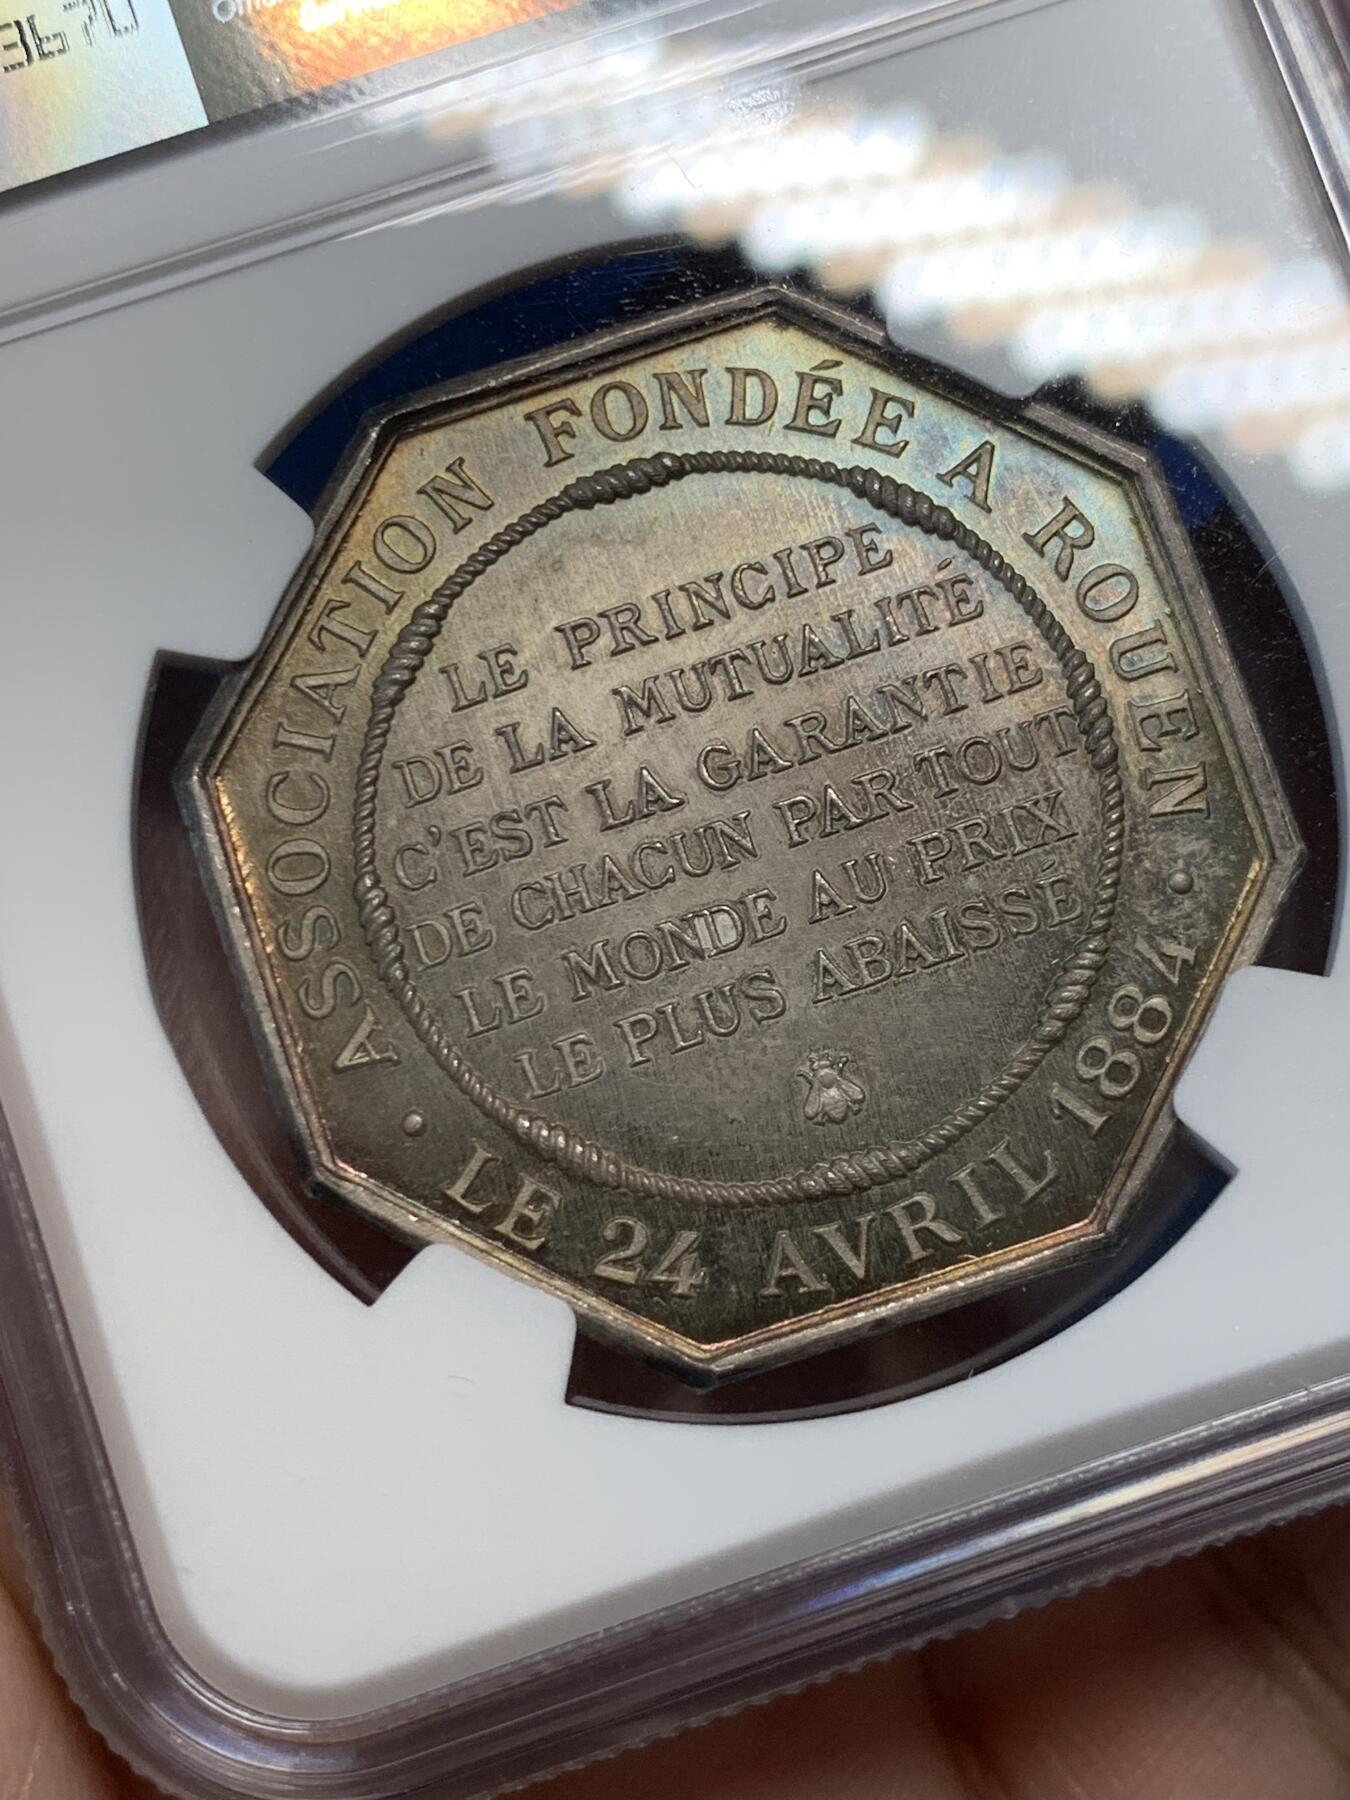 3670
ASSOCIATION FONDÉE A ROUEN
LE PRINCIPE
DE LA MUTUALITÉ
C'EST LA GARANTIE
DE CHACUN PAR TOUT
LE MONDE AU PRIX
LE PLUS ABAISSÉ
A • LE 24 AVRIL 1884 •